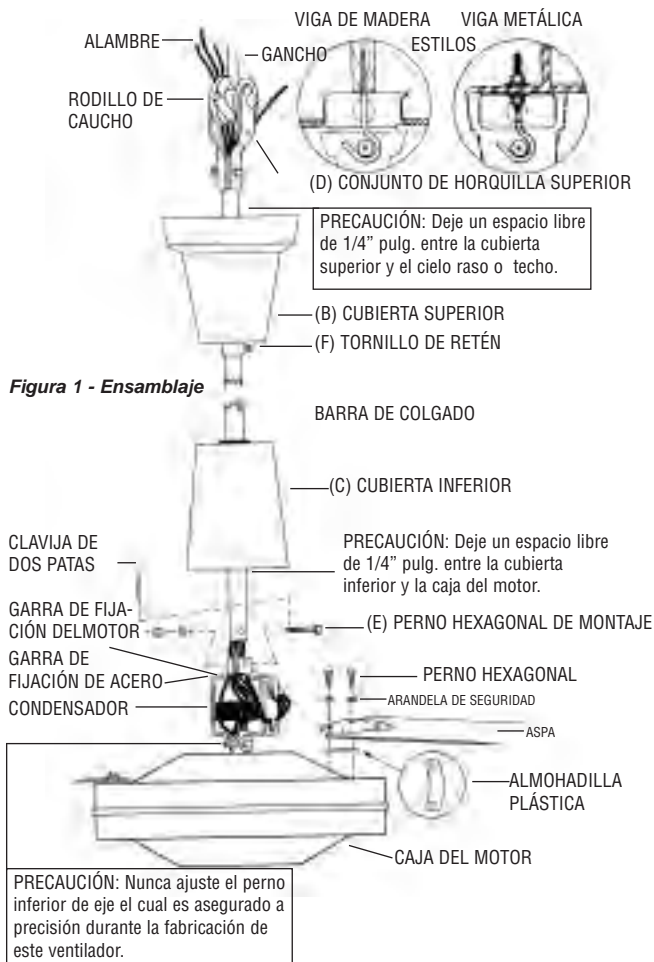 VIGA DE MADERA
VIGA METÁLICA
ESTILOS
ALAMBRE
GANCHO
RODILLO DE
CAUCHO
(D) CONJUNTO DE HORQUILLA SUPERIOR
PRECAUCIÓN: Deje un espacio libre
de 1/4” pulg. entre la cubierta
superior y el cielo raso o techo.
(B) CUBIERTA SUPERIOR
(F) TORNILLO DE RETÉN
Figura 1 - Ensamblaje
BARRA DE COLGADO
(C) CUBIERTA INFERIOR
CLAVIJA DE
DOS PATAS
PRECAUCIÓN: Deje un espacio libre
de 1/4” pulg. entre la cubierta
inferior y la caja del motor.
GARRA DE FIJA-
CIÓN DELMOTOR
(E) PERNO HEXAGONAL DE MONTAJE
GARRA DE
FIJACIÓN DE ACERO
PERNO HEXAGONAL
CONDENSADOR
ARANDELA DE SEGURIDAD
ASPA
ALMOHADILLA
PLÁSTICA
CAJA DEL MOTOR
PRECAUCIÓN: Nunca ajuste el perno
inferior de eje el cual es asegurado a
precisión durante la fabricación de
este ventilador.